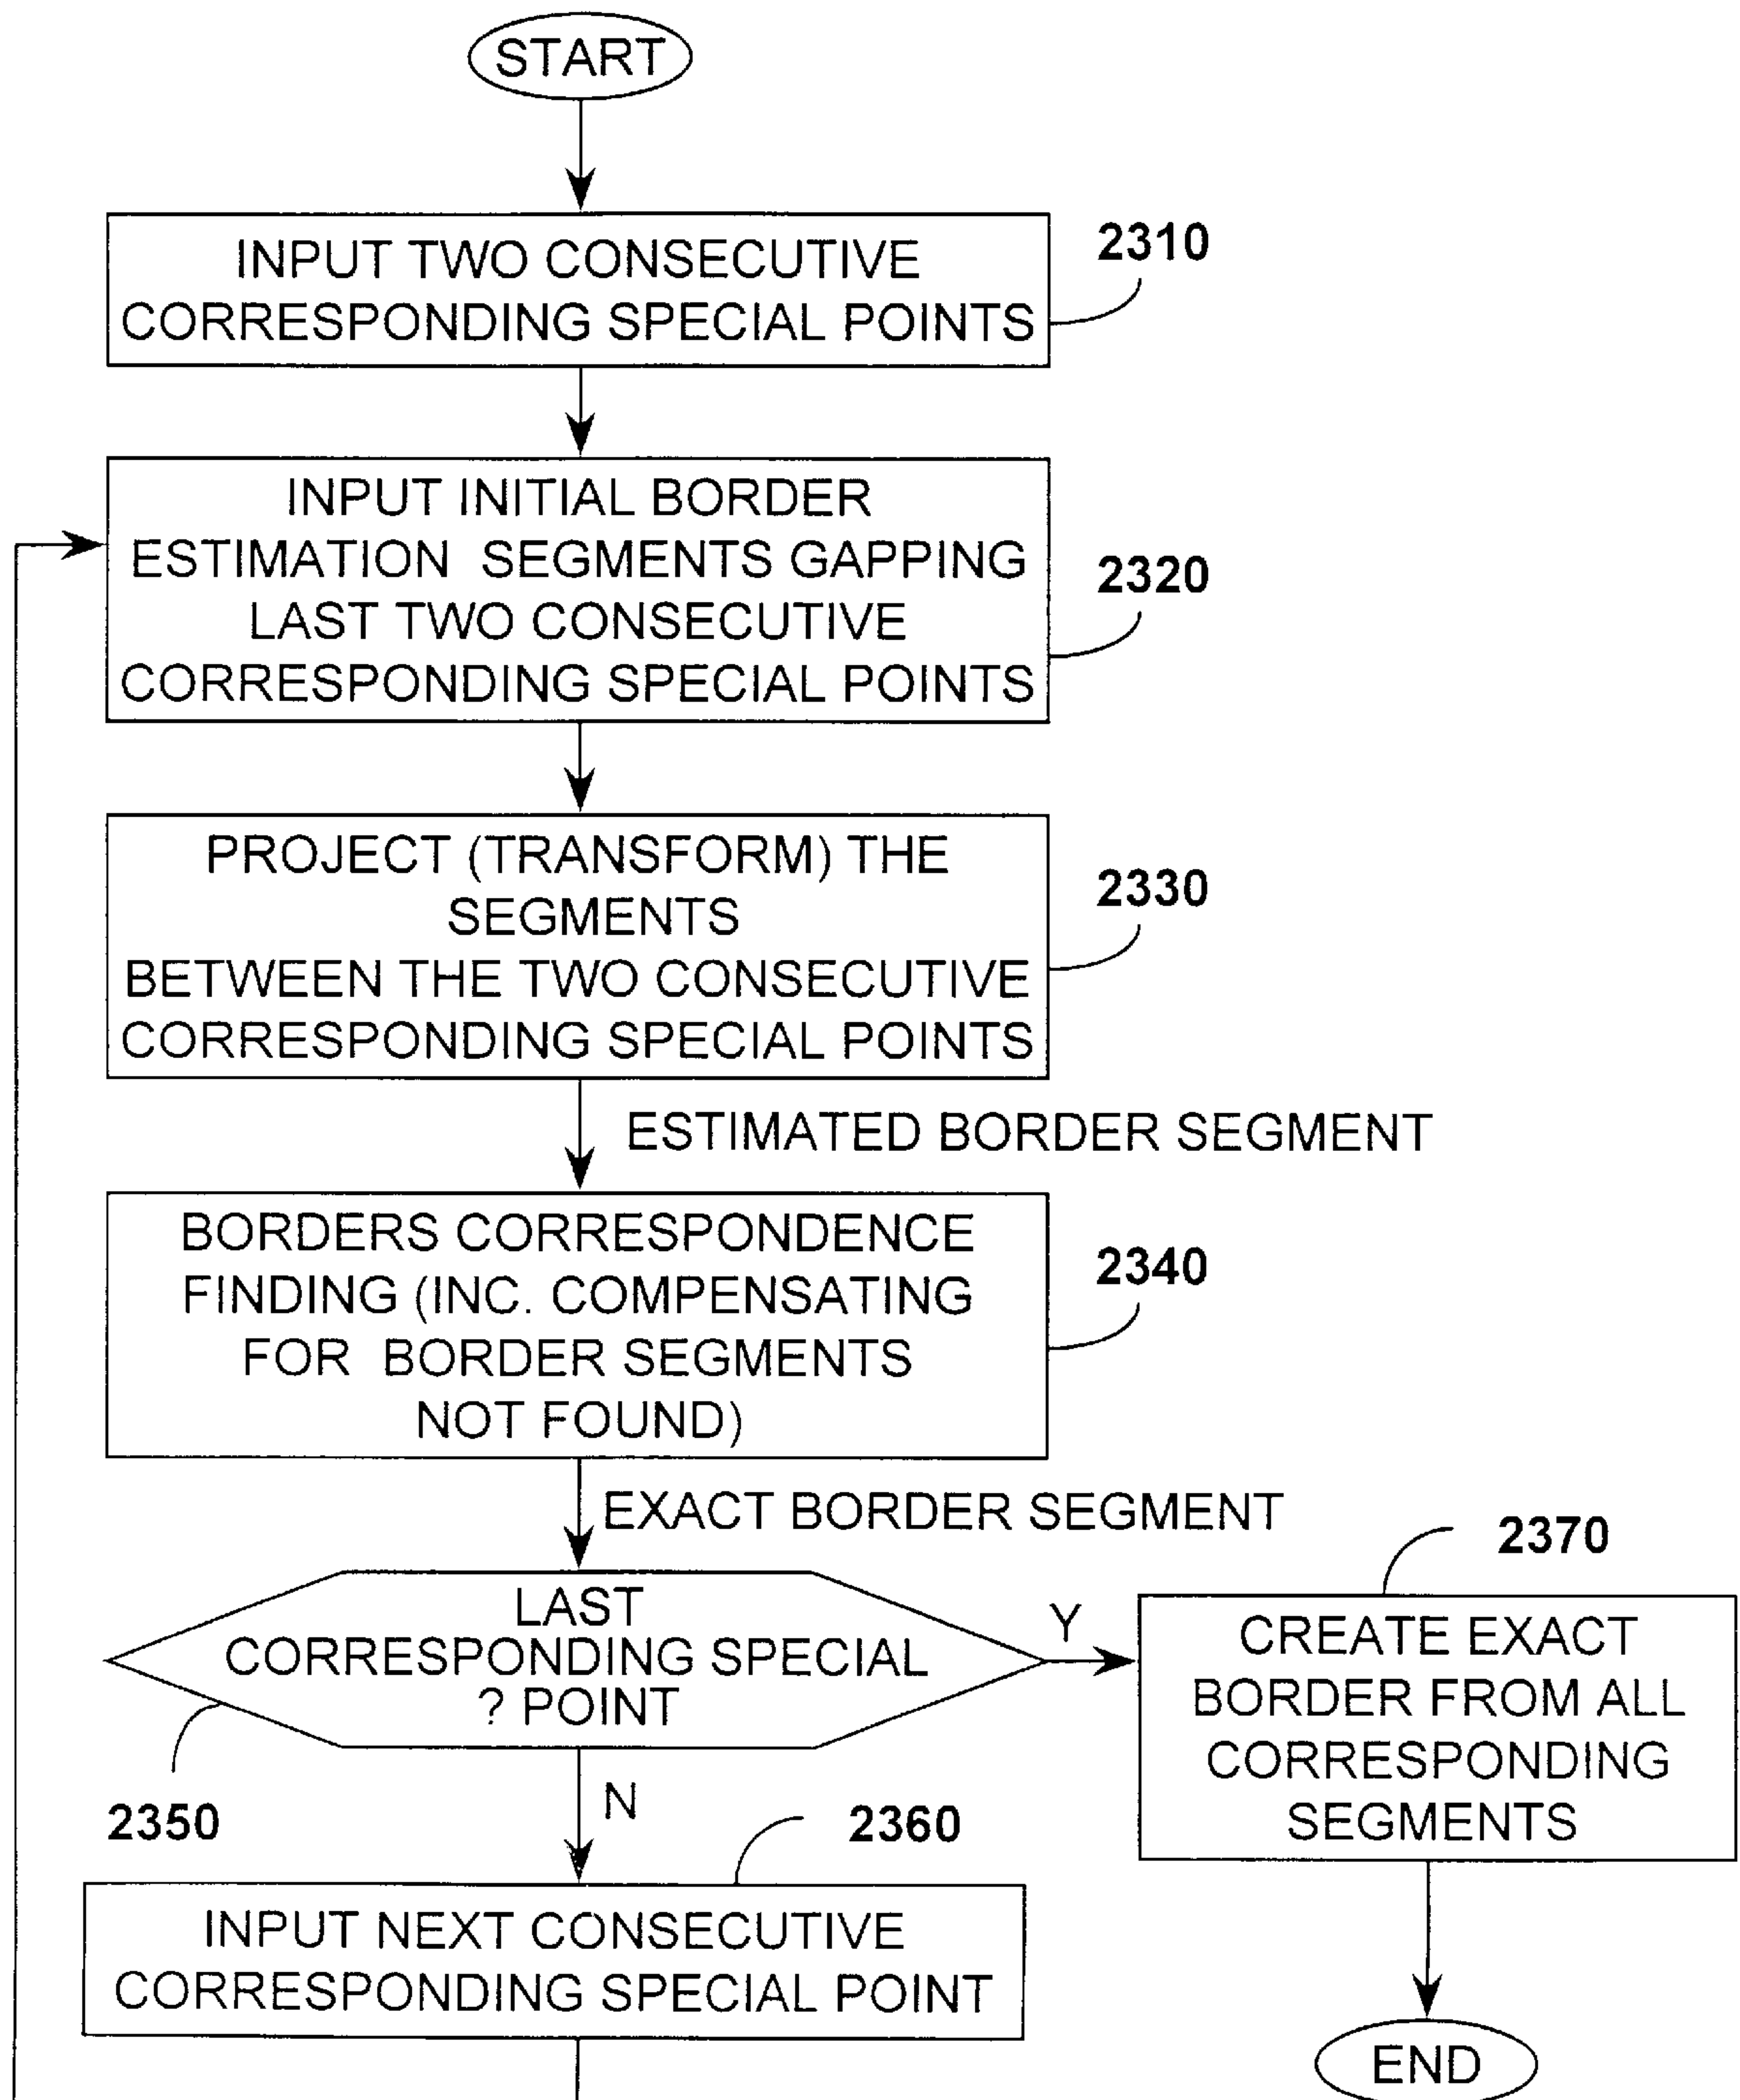 START
INPUT TWO CONSECUTIVE
CORRESPONDING SPECIAL POINTS
2310
INPUT INITIAL BORDER
ESTIMATION SEGMENTS GAPPING
LAST TWO CONSECUTIVE
CORRESPONDING SPECIAL POINTS
2320
PROJECT (TRANSFORM) THE
SEGMENTS
BETWEEN THE TWO CONSECUTIVE
CORRESPONDING SPECIAL POINTS
2330
ESTIMATED BORDER SEGMENT
BORDERS CORRESPONDENCE
FINDING (INC. COMPENSATING
FOR BORDER SEGMENTS
NOT FOUND)
2340
EXACT BORDER SEGMENT
LAST
CORRESPONDING SPECIAL
? POINT
2350
Y
2370
CREATE EXACT
BORDER FROM ALL
CORRESPONDING
SEGMENTS
N
2360
INPUT NEXT CONSECUTIVE
CORRESPONDING SPECIAL POINT
END